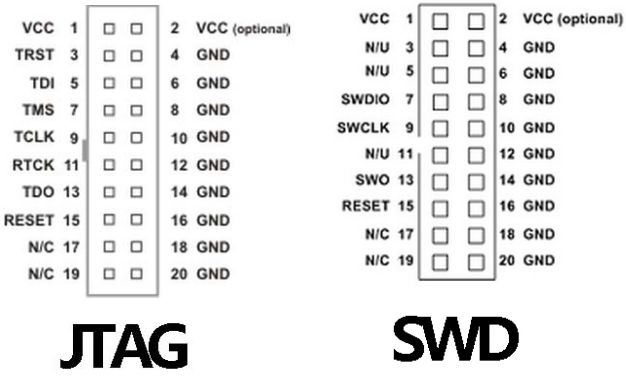 VCC 1 2 VCC (optional)
TRST 3 4 GND
TDI 5 6 GND
TMS 7 8 GND
TCLK 9 10 GND
RTCK 11 12 GND
TDO 13 14 GND
RESET 15 16 GND
N/C 17 18 GND
N/C 19 20 GND
JTAG
VCC 1 2 VCC (optional)
N/U 3 4 GND
N/U 5 6 GND
SWDIO 7 8 GND
SWCLK 9 10 GND
N/U 11 12 GND
SWO 13 14 GND
RESET 15 16 GND
N/C 17 18 GND
N/C 19 20 GND
SWD